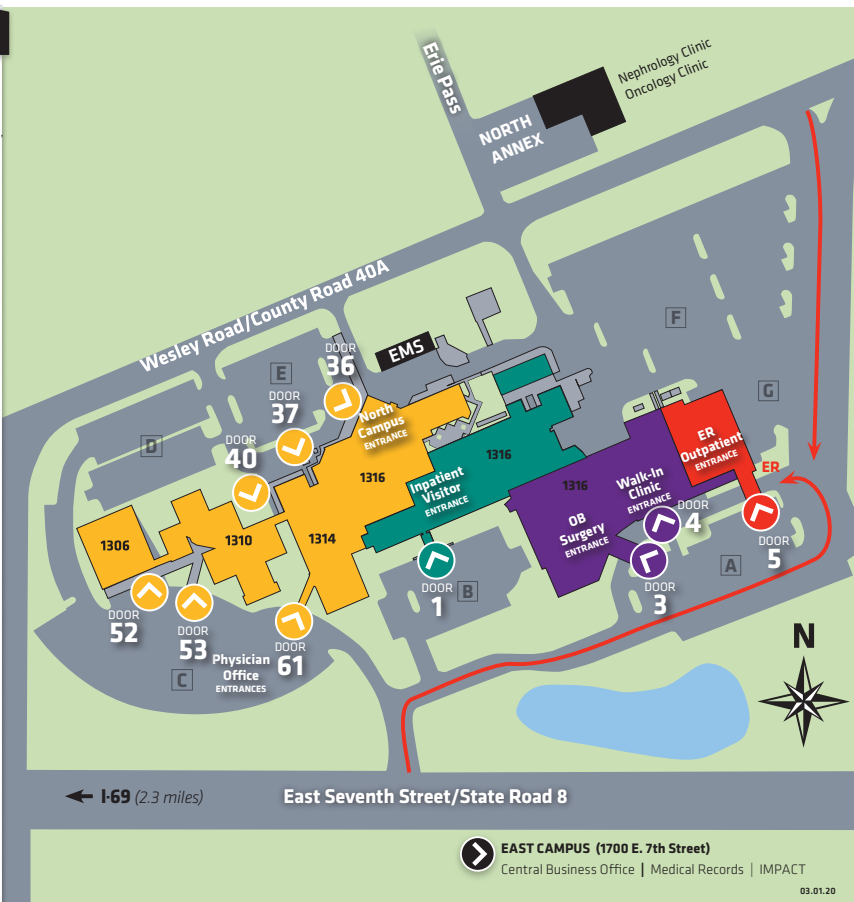 Erie Pass
Nephrology Clinic
Oncology Clinic
NORTH
ANNEX
Wesley Road/County Road 40A
EMS
F
DOOR
36
E
DOOR
37
G
D
DOOR
40
North
Campus
ENTRANCE
ER
Outpatient
ENTRANCE
ER
1316
1316
1316
Inpatient
Visitor
ENTRANCE
Walk-In
Clinic
ENTRANCE
OB
Surgery
ENTRANCE
DOOR
4
DOOR
5
1306
1310
1314
A
DOOR
1
B
DOOR
3
DOOR
52
DOOR
53
DOOR
61
Physician
Office
ENTRANCES
C
N
I-69 (2.3 miles)
East Seventh Street/State Road 8
EAST CAMPUS (1700 E. 7th Street)
Central Business Office | Medical Records | IMPACT
03.01.20